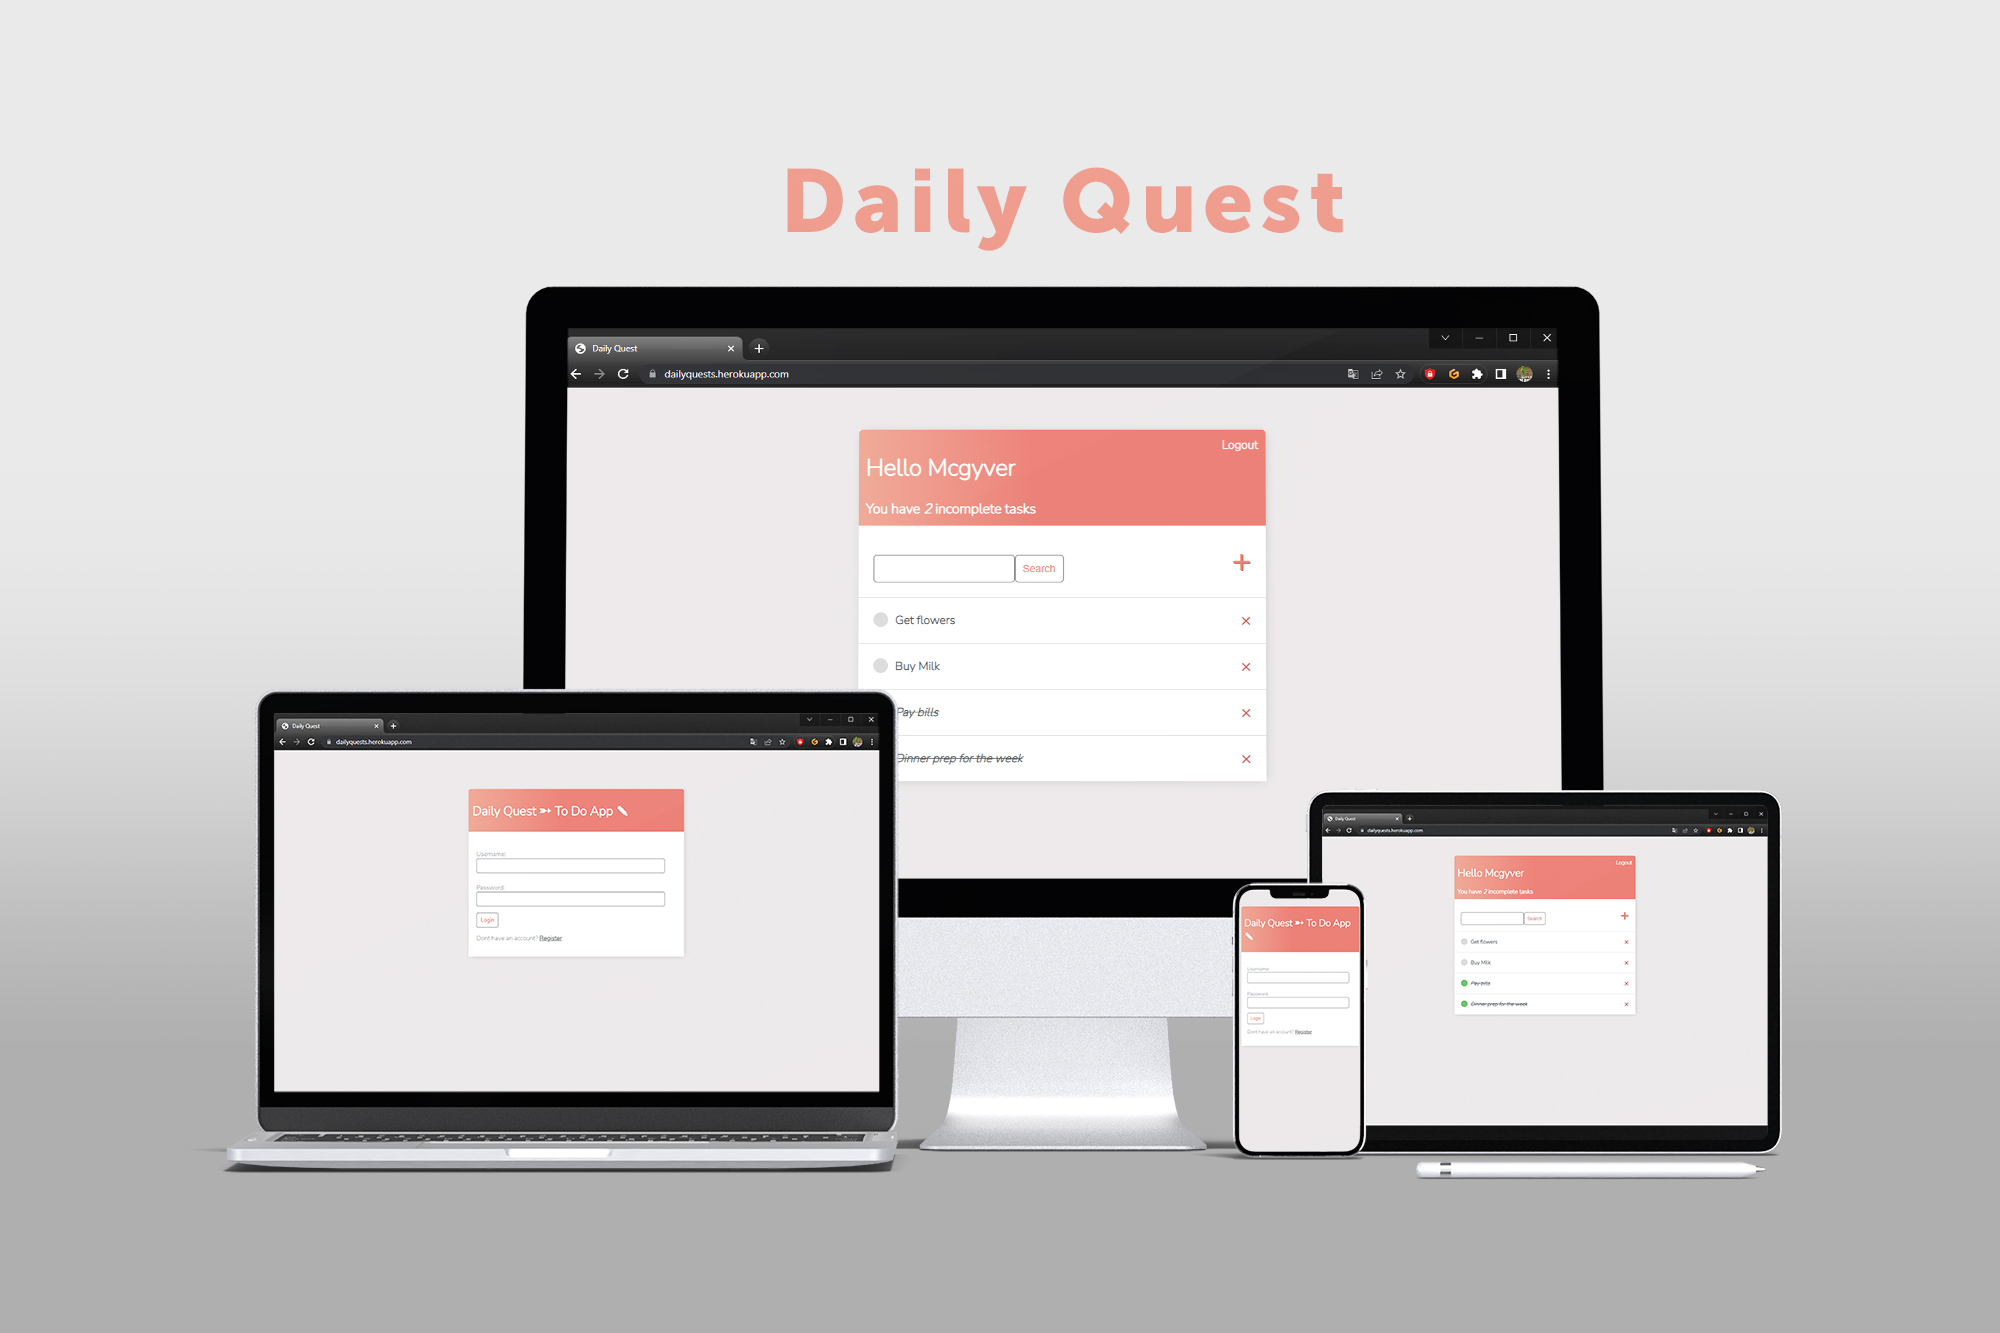 Daily Quest
Daily Quest
dailyquests.herokuapp.com
Logout
Hello Mcgyver
You have 2 incomplete tasks
Search
Get flowers
Buy Milk
Pay bills
Dinner prep for the week
Daily Quest
dailyquests.herokuapp.com
Daily Quest ➳ To Do App ✎
Username:
Password:
Login
Dont have an account? Register
Daily Quest ➳ To Do App
✎
Username:
Password:
Login
Dont have an account? Register
Daily Quest
dailyquests.herokuapp.com
Logout
Hello Mcgyver
You have 2 incomplete tasks
Search
Get flowers
Buy Milk
Pay bills
Dinner prep for the week